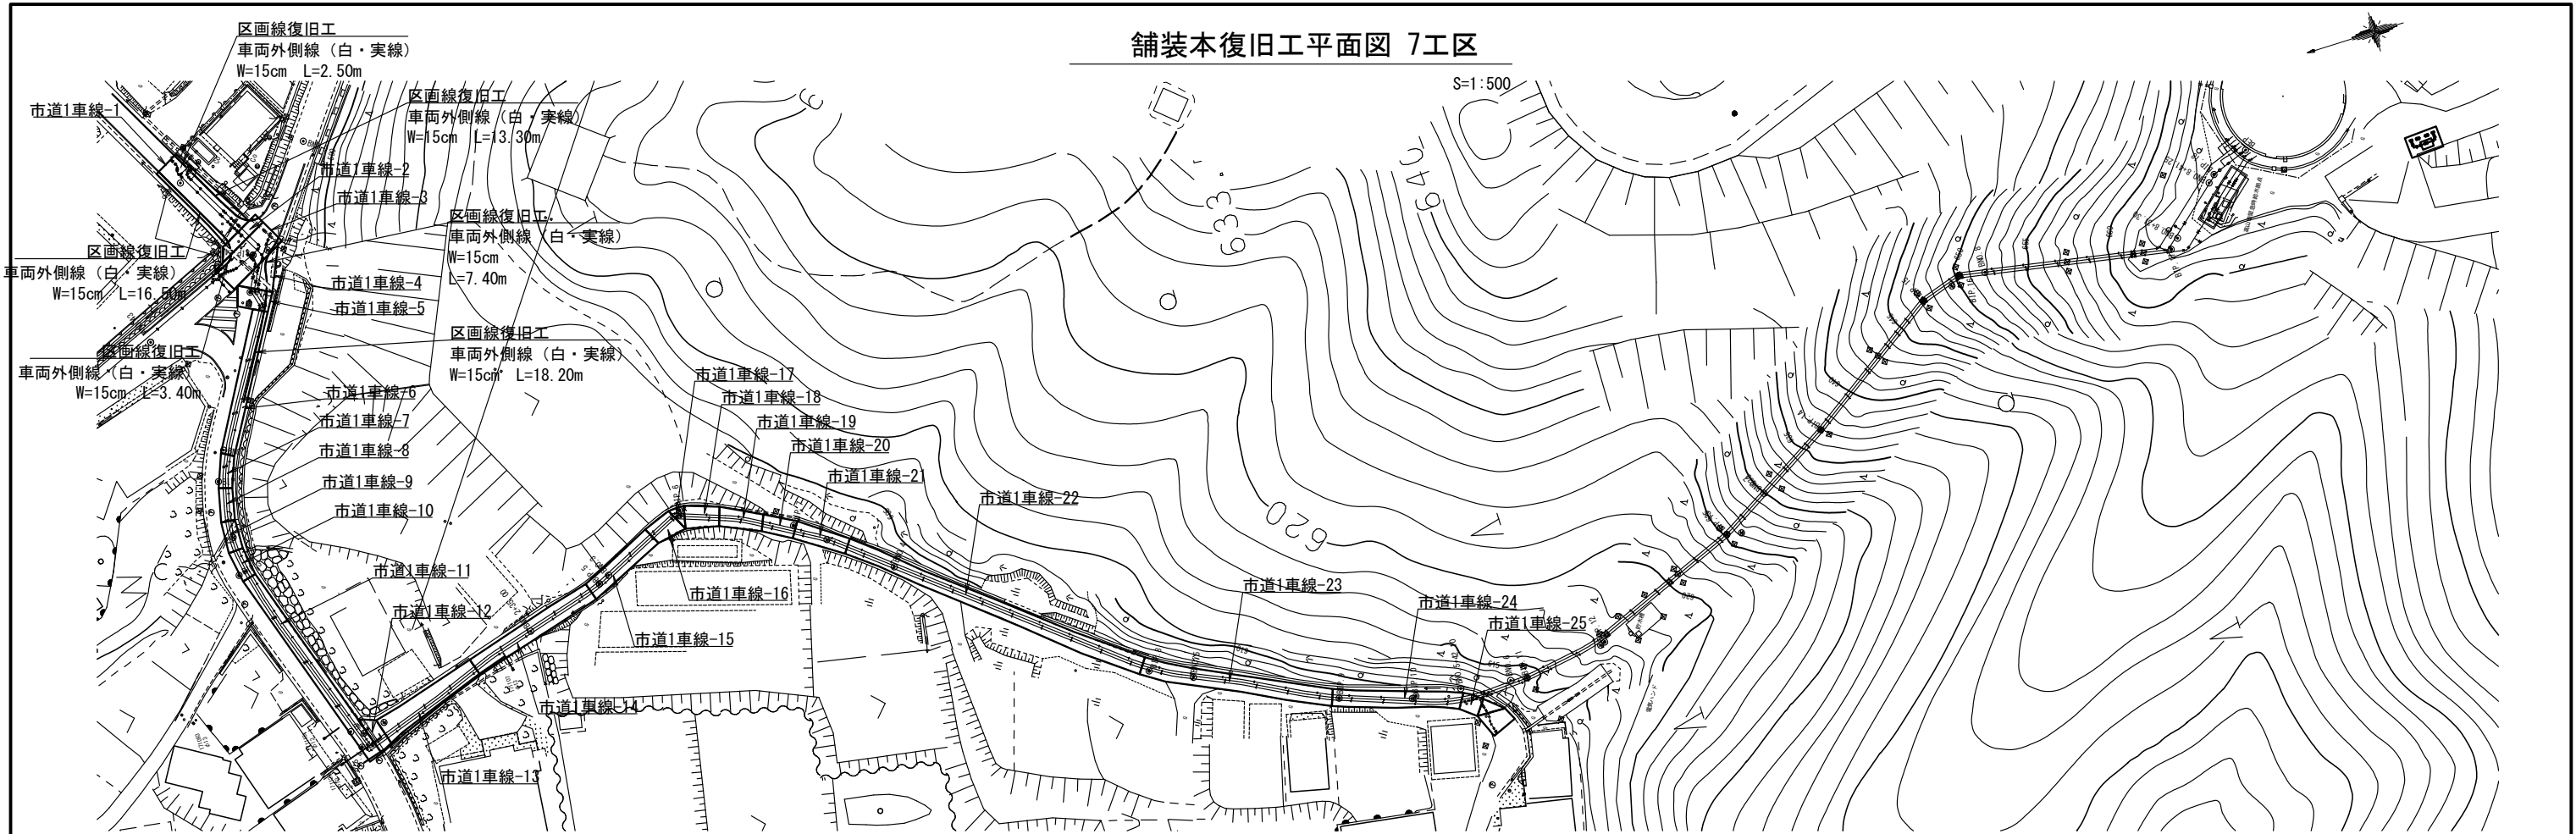 舗装本復旧工平面図 7工区
S=1:500
区画線復旧工
車両外側線（白・実線）
W=15cm L=2.50m
市道1車線-1
区画線復旧工
車両外側線（白・実線）
W=15cm L=13.30m
市道1車線-2
市道1車線-3
区画線復旧工
車両外側線（白・実線）
W=15cm
L=7.40m
区画線復旧工
車両外側線（白・実線）
W=15cm L=16.50m
市道1車線-4
市道1車線-5
区画線復旧工
車両外側線（白・実線）
W=15cm L=18.20m
区画線復旧工
車両外側線（白・実線）
W=15cm L=3.40m
市道1車線-6
市道1車線-7
市道1車線-8
市道1車線-9
市道1車線-10
市道1車線-11
市道1車線-12
市道1車線-13
市道1車線-14
市道1車線-15
市道1車線-16
市道1車線-17
市道1車線-18
市道1車線-19
市道1車線-20
市道1車線-21
市道1車線-22
市道1車線-23
市道1車線-24
市道1車線-25
633
640
620